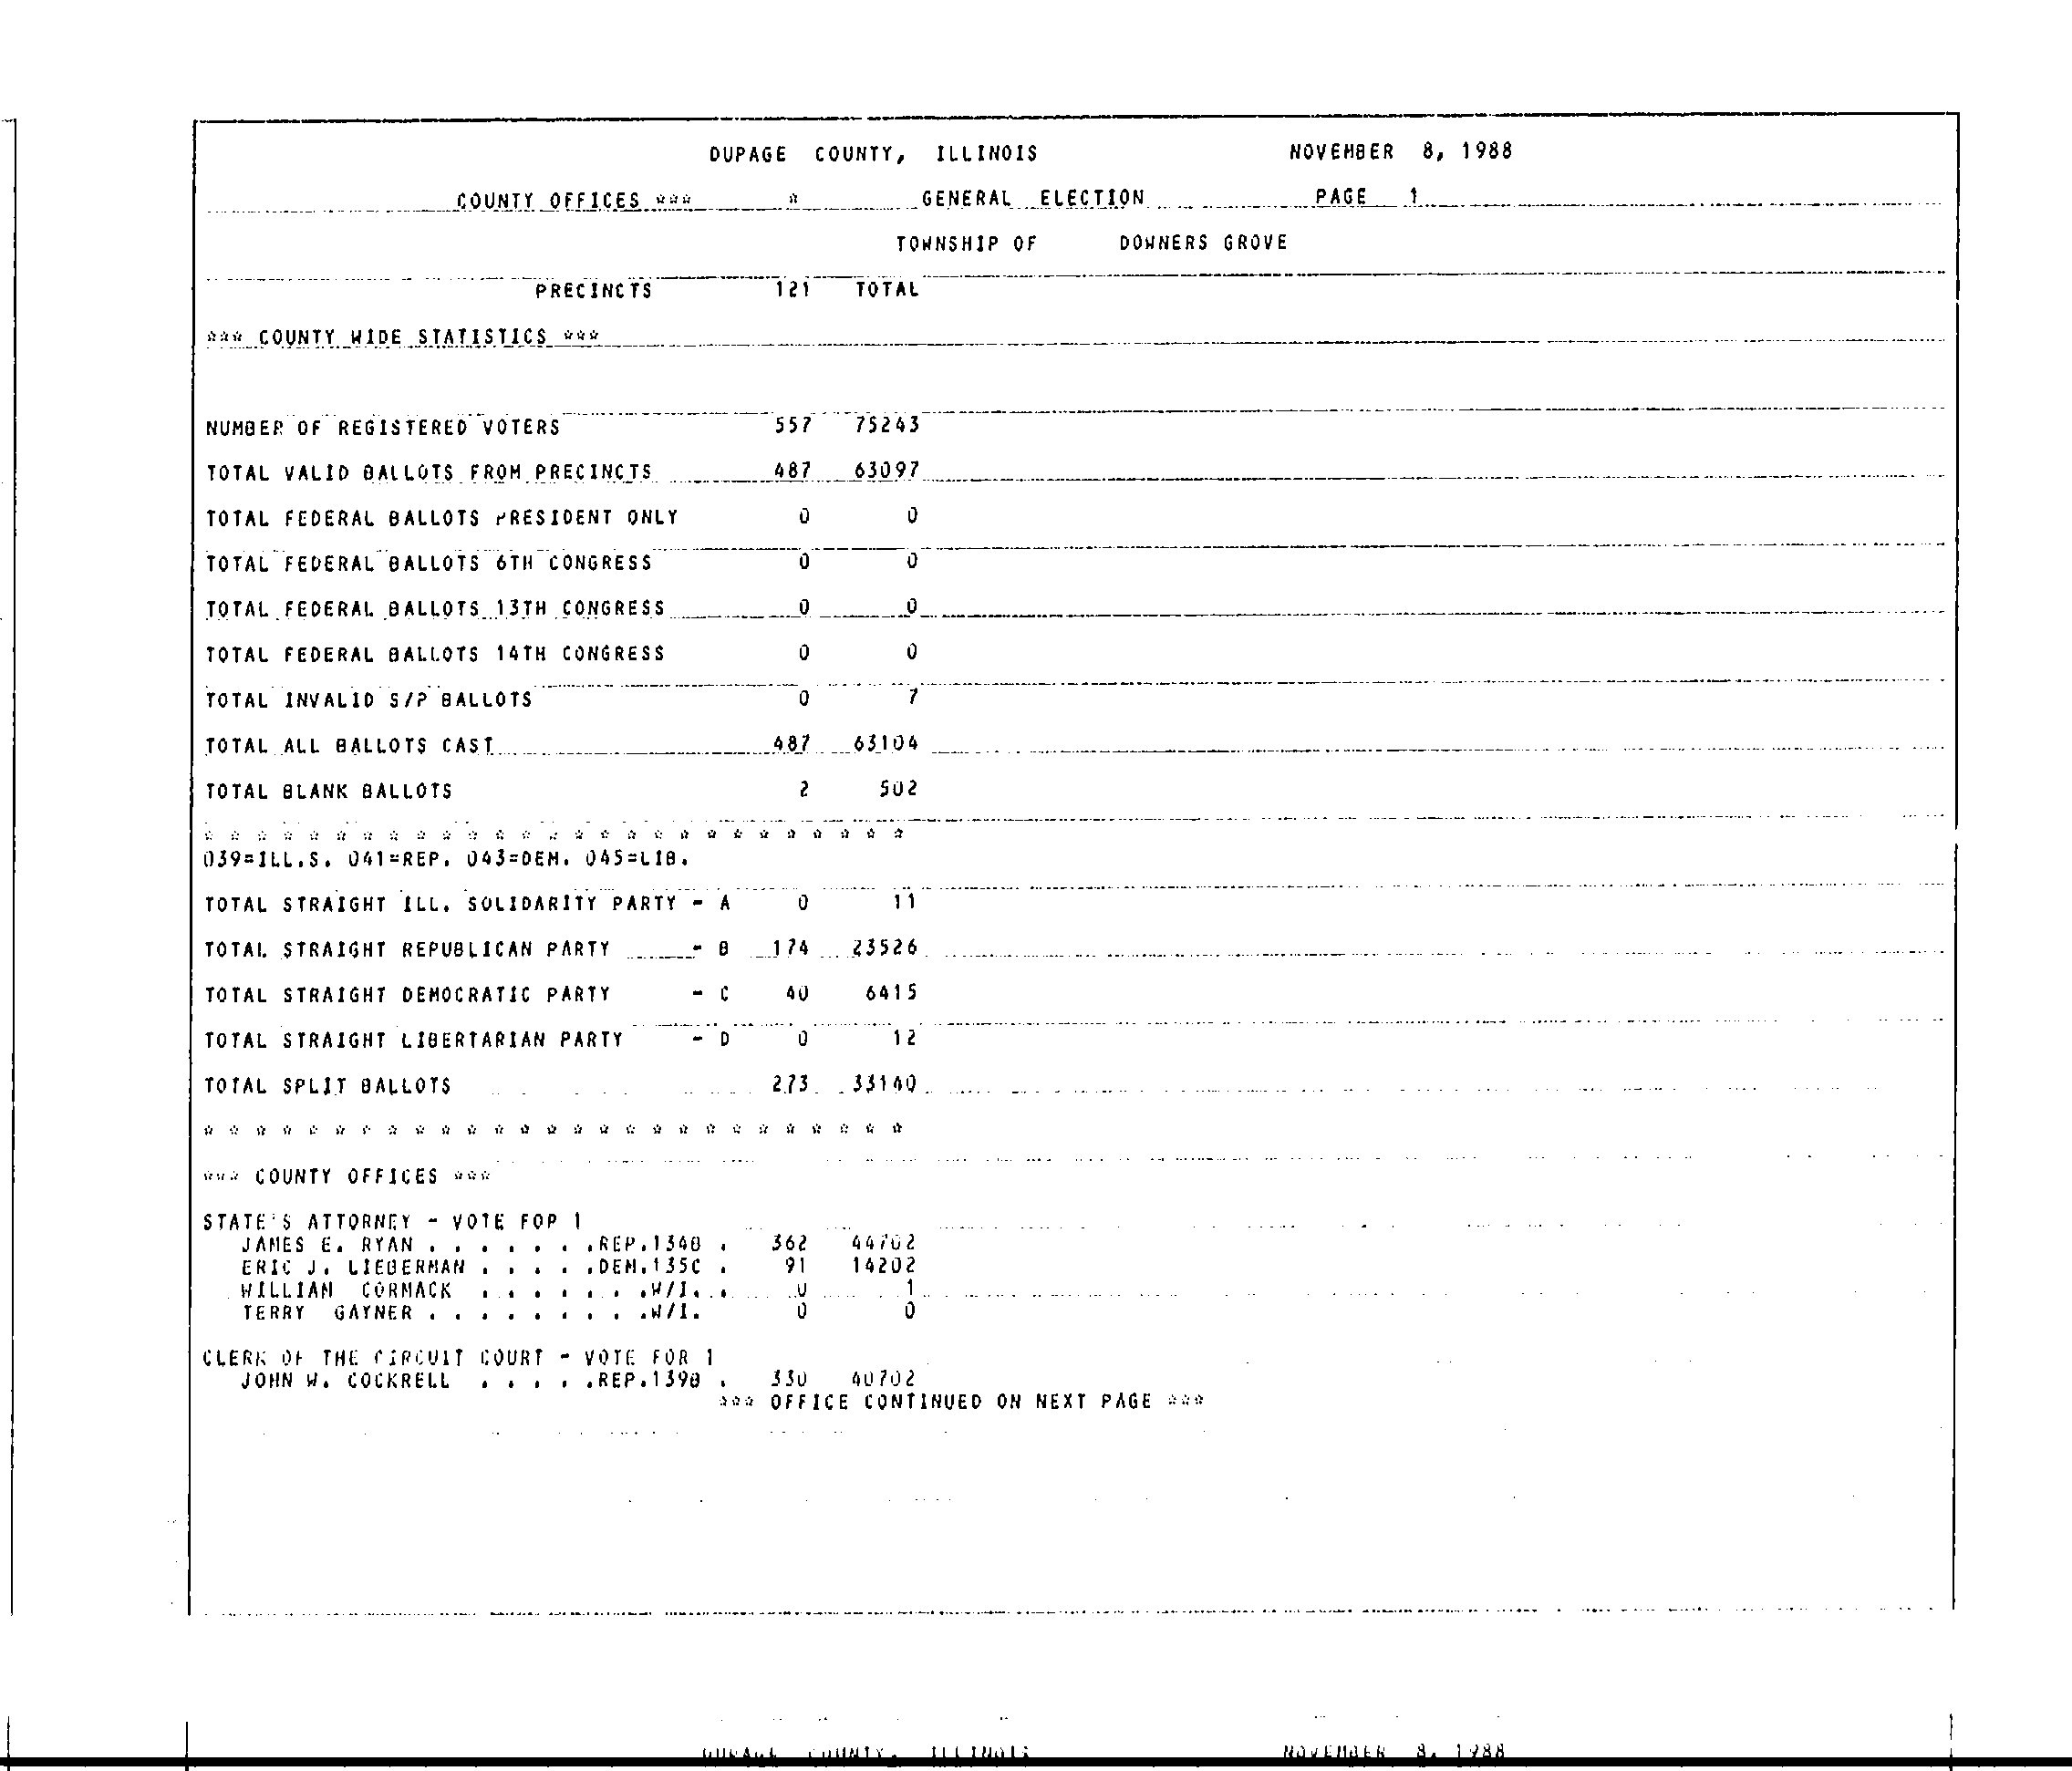 DUPAGE COUNTY, ILLINOIS NOVEMBER 8, 1988
COUNTY OFFICES *** * GENERAL ELECTION PAGE 1
TOWNSHIP OF DOWNERS GROVE
PRECINCTS 121 TOTAL
*** COUNTY WIDE STATISTICS ***
NUMBER OF REGISTERED VOTERS 557 75243
TOTAL VALID BALLOTS FROM PRECINCTS 487 63097
TOTAL FEDERAL BALLOTS PRESIDENT ONLY 0 0
TOTAL FEDERAL BALLOTS 6TH CONGRESS 0 0
TOTAL FEDERAL BALLOTS 13TH CONGRESS 0 0
TOTAL FEDERAL BALLOTS 14TH CONGRESS 0 0
TOTAL INVALID S/P BALLOTS 0 7
TOTAL ALL BALLOTS CAST 487 63104
TOTAL BLANK BALLOTS 2 502
* * * * * * * * * * * * * * * * * * * * * * * * * * *
039=ILL.S. 041=REP. 043=DEM. 045=LIB.
TOTAL STRAIGHT ILL. SOLIDARITY PARTY - A 0 11
TOTAL STRAIGHT REPUBLICAN PARTY - B 174 23526
TOTAL STRAIGHT DEMOCRATIC PARTY - C 40 6415
TOTAL STRAIGHT LIBERTARIAN PARTY - D 0 12
TOTAL SPLIT BALLOTS 273 33140
* * * * * * * * * * * * * * * * * * * * * * * * * * *
*** COUNTY OFFICES ***
STATE'S ATTORNEY - VOTE FOR 1
JAMES E. RYAN . . . . . . .REP.134B . 362 44702
ERIC J. LIEBERMAN . . . . .DEM.135C . 91 14202
WILLIAM CORMACK . . . . . . .W/I. . 0 1
TERRY GAYNER . . . . . . . . .W/I. 0 0
CLERK OF THE CIRCUIT COURT - VOTE FOR 1
JOHN W. COCKRELL . . . . .REP.139B . 330 40702
*** OFFICE CONTINUED ON NEXT PAGE ***
DUPAGE COUNTY, ILLINOIS NOVEMBER 8, 1988